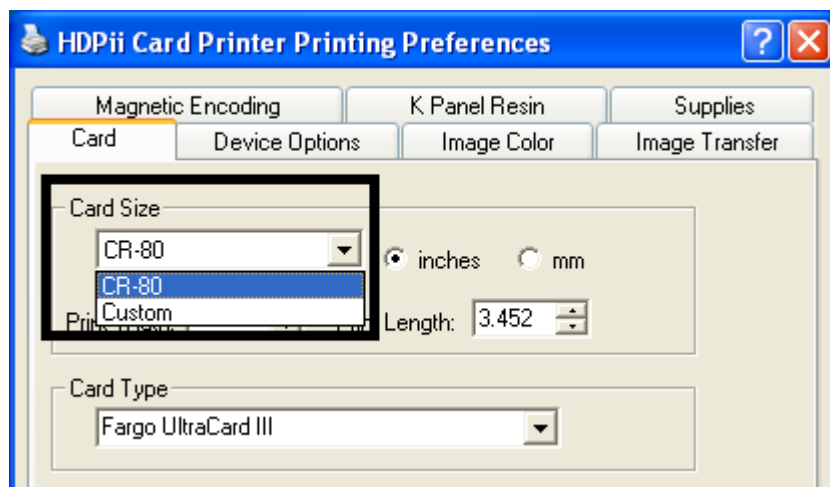 HDPii Card Printer Printing Preferences
Magnetic Encoding K Panel Resin Supplies
Card Device Options Image Color Image Transfer
Card Size
CR-80 inches mm
CR-80
Custom
Length: 3.452
Card Type
Fargo UltraCard III